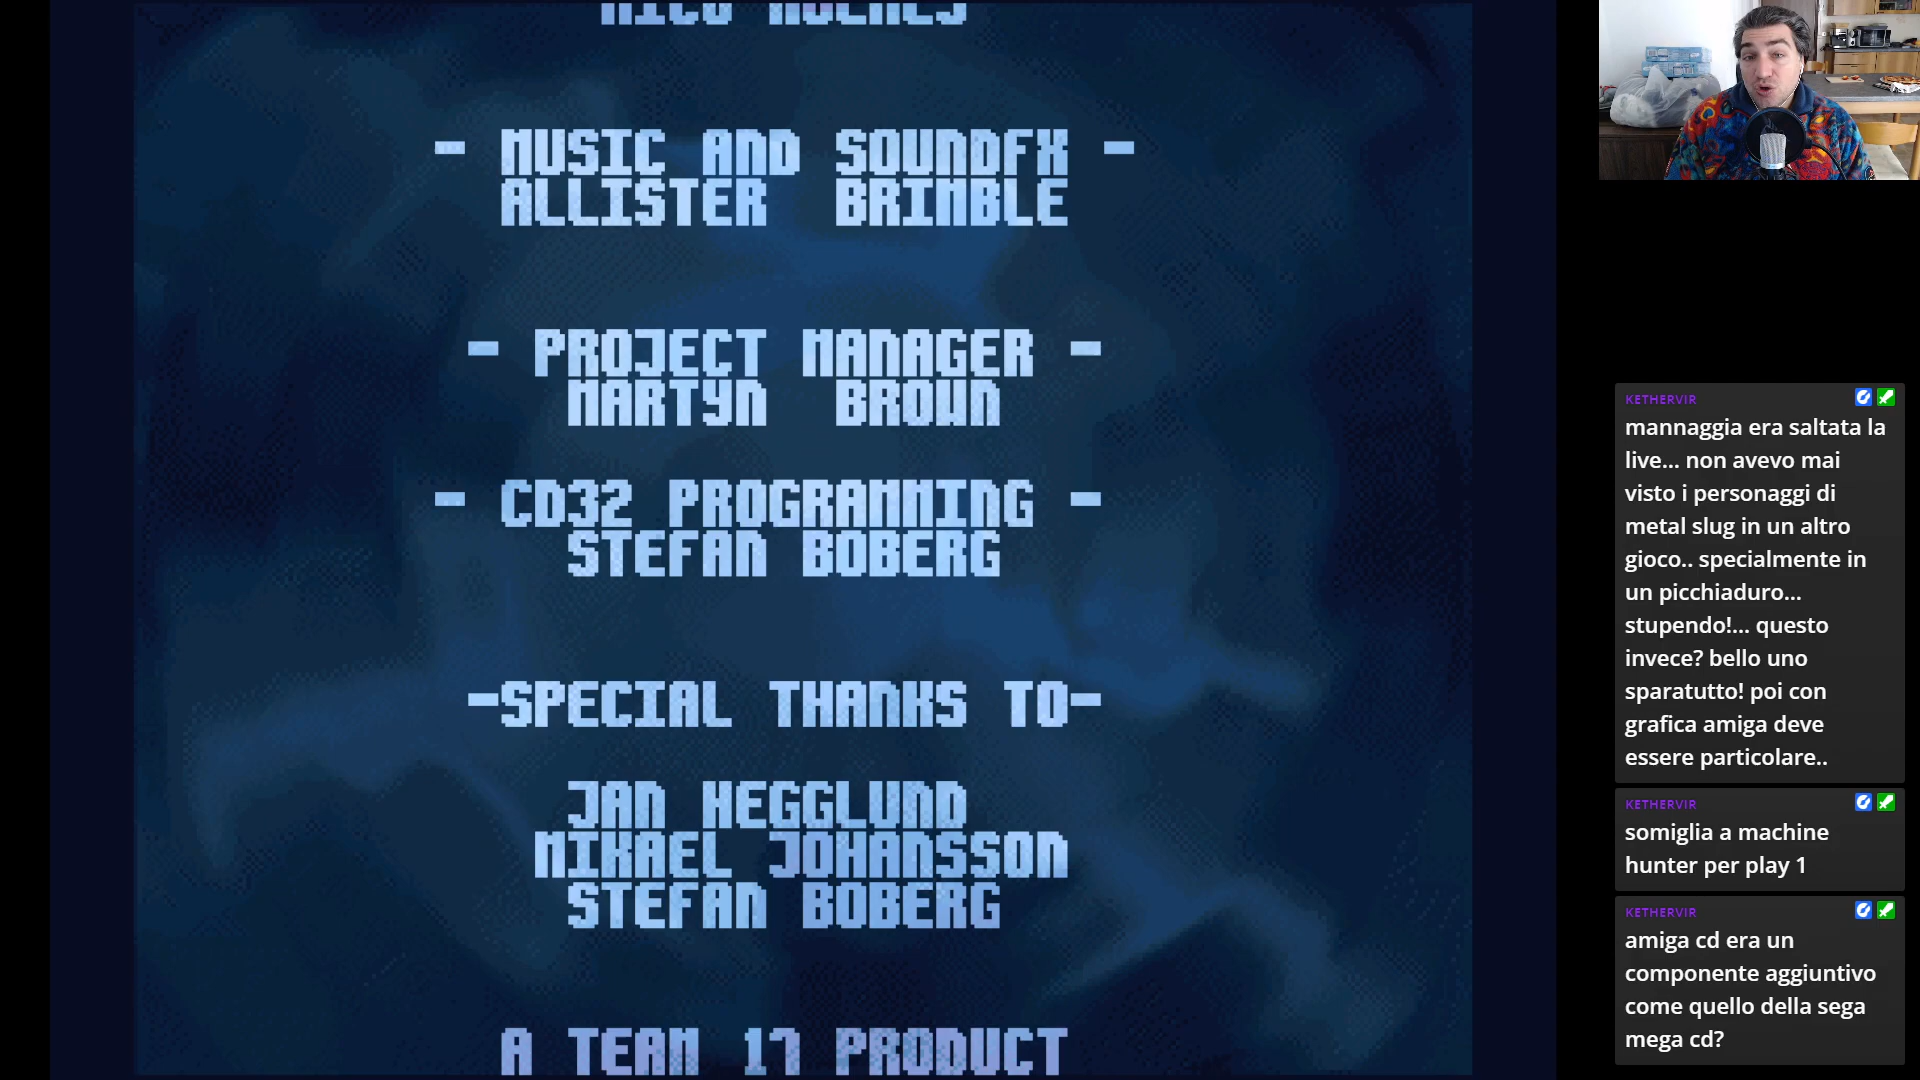 - MUSIC AND SOUNDFX -
ALLISTER BRIMBLE
- PROJECT MANAGER -
MARTYN BROWN
- CD32 PROGRAMMING -
STEFAN BOBERG
-SPECIAL THANKS TO-
JAN HEGGLUND
MIKAEL JOHANSSON
STEFAN BOBERG
A TEAM 17 PRODUCT
KETHERVIR
mannaggia era saltata la
live... non avevo mai
visto i personaggi di
metal slug in un altro
gioco.. specialmente in
un picchiaduro...
stupendo!... questo
invece? bello uno
sparatutto! poi con
grafica amiga deve
essere particolare..
KETHERVIR
somiglia a machine
hunter per play 1
KETHERVIR
amiga cd era un
componente aggiuntivo
come quello della sega
mega cd?